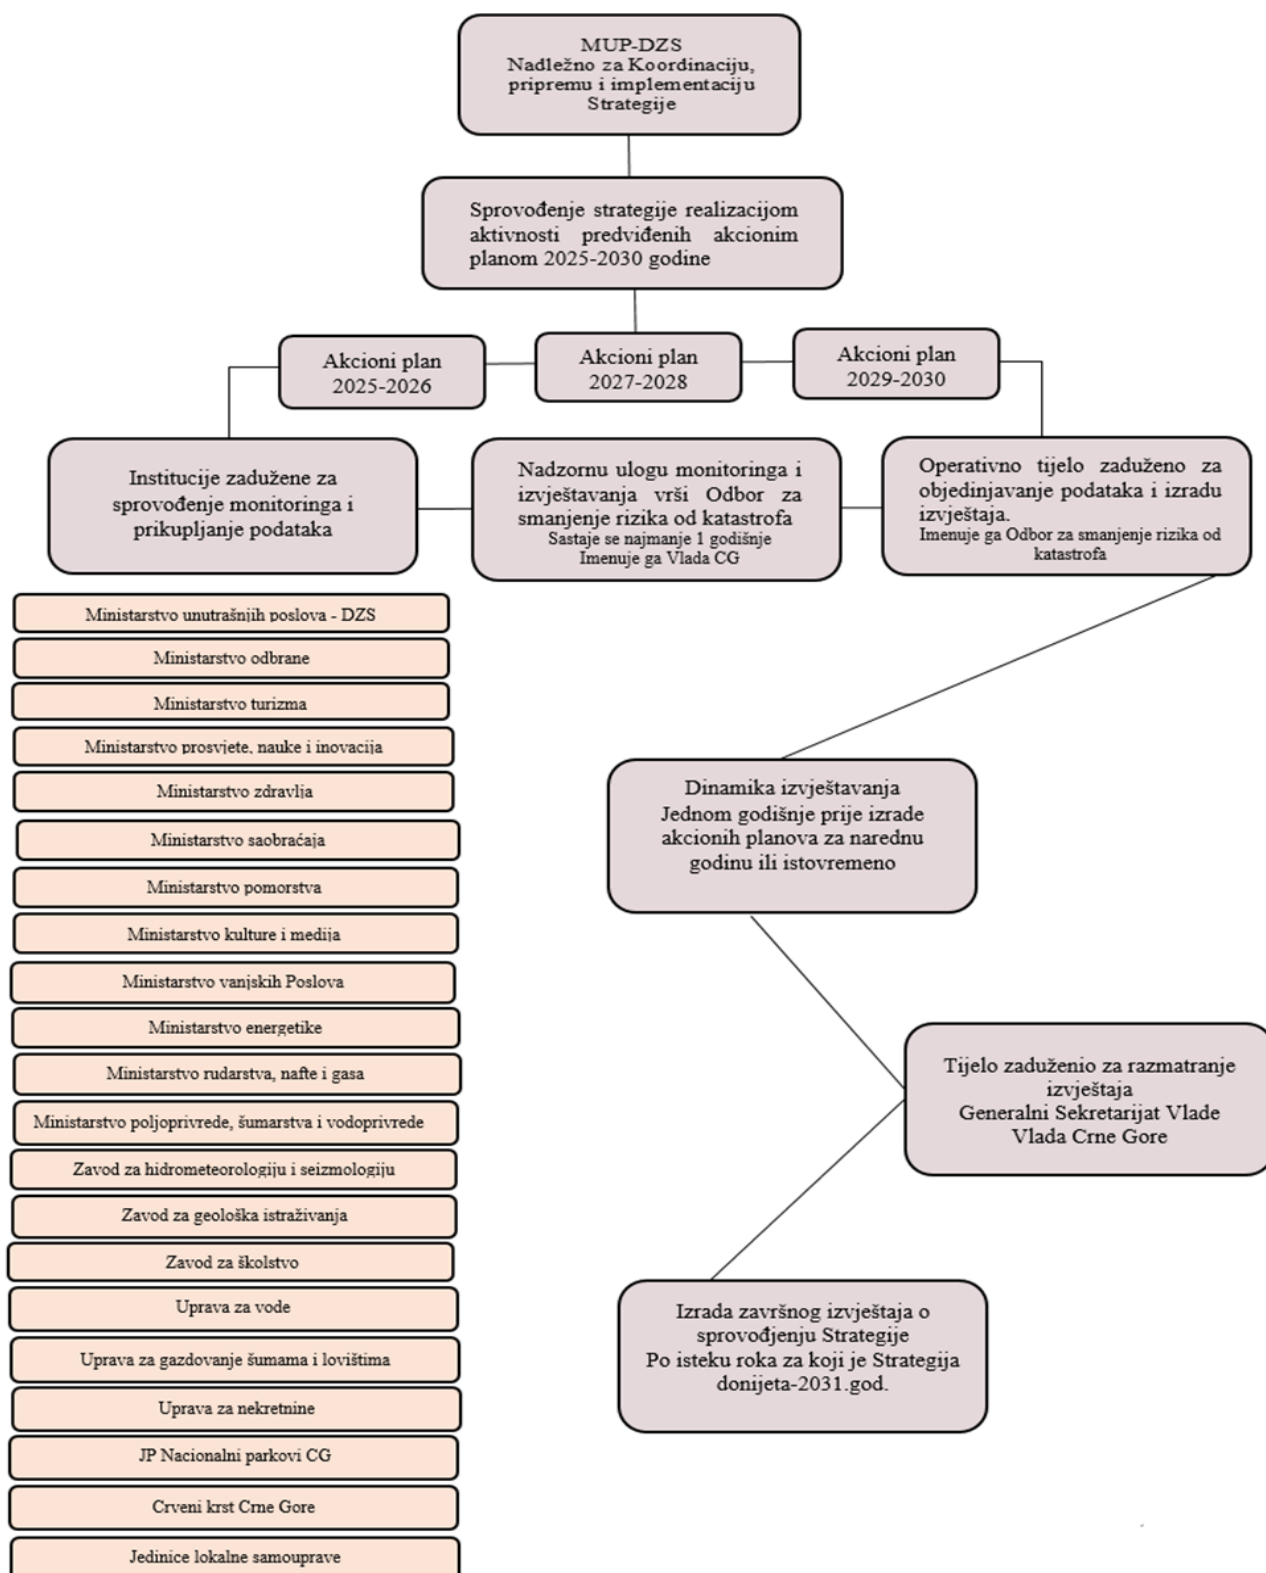 MUP-DZS
Nadležno za Koordinaciju,
pripremu i implementaciju
Strategije
Sprovođenje strategije realizacijom
aktivnosti predviđenih akcionim
planom 2025-2030 godine
Akcioni plan
2025-2026
Akcioni plan
2027-2028
Akcioni plan
2029-2030
Institucije zadužene za
sprovođenje monitoringa i
prikupljanje podataka
Nadzornu ulogu monitoringa i
izvještavanja vrši Odbor za
smanjenje rizika od katastrofa
Sastaje se najmanje 1 godišnje
Imenuje ga Vlada CG
Operativno tijelo zaduženo za
objedinjavanje podataka i izradu
izvještaja.
Imenuje ga Odbor za smanjenje rizika od
katastrofa
Ministarstvo unutrašnjih poslova - DZS
Ministarstvo odbrane
Ministarstvo turizma
Ministarstvo prosvjete, nauke i inovacija
Ministarstvo zdravlja
Ministarstvo saobraćaja
Ministarstvo pomorstva
Ministarstvo kulture i medija
Ministarstvo vanjskih Poslova
Ministarstvo energetike
Ministarstvo rudarstva, nafte i gasa
Ministarstvo poljoprivrede, šumarstva i vodoprivrede
Zavod za hidrometeorologiju i seizmologiju
Zavod za geološka istraživanja
Zavod za školstvo
Uprava za vode
Uprava za gazdovanje šumama i lovištima
Uprava za nekretnine
JP Nacionalni parkovi CG
Crveni krst Crne Gore
Jedinice lokalne samouprave
Dinamika izvještavanja
Jednom godišnje prije izrade
akcionih planova za narednu
godinu ili istovremeno
Tijelo zaduženio za razmatranje
izvještaja
Generalni Sekretarijat Vlade
Vlada Crne Gore
Izrada završnog izvještaja o
sprovodjenju Strategije
Po isteku roka za koji je Strategija
donijeta-2031.god.